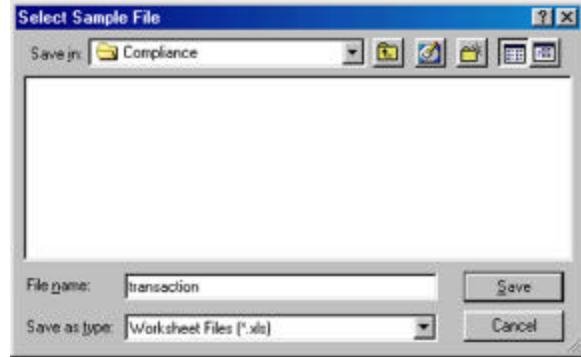 Select Sample File
Save in: Compliance
File name: transaction
Save as type: Worksheet Files (*.xls)
Save
Cancel